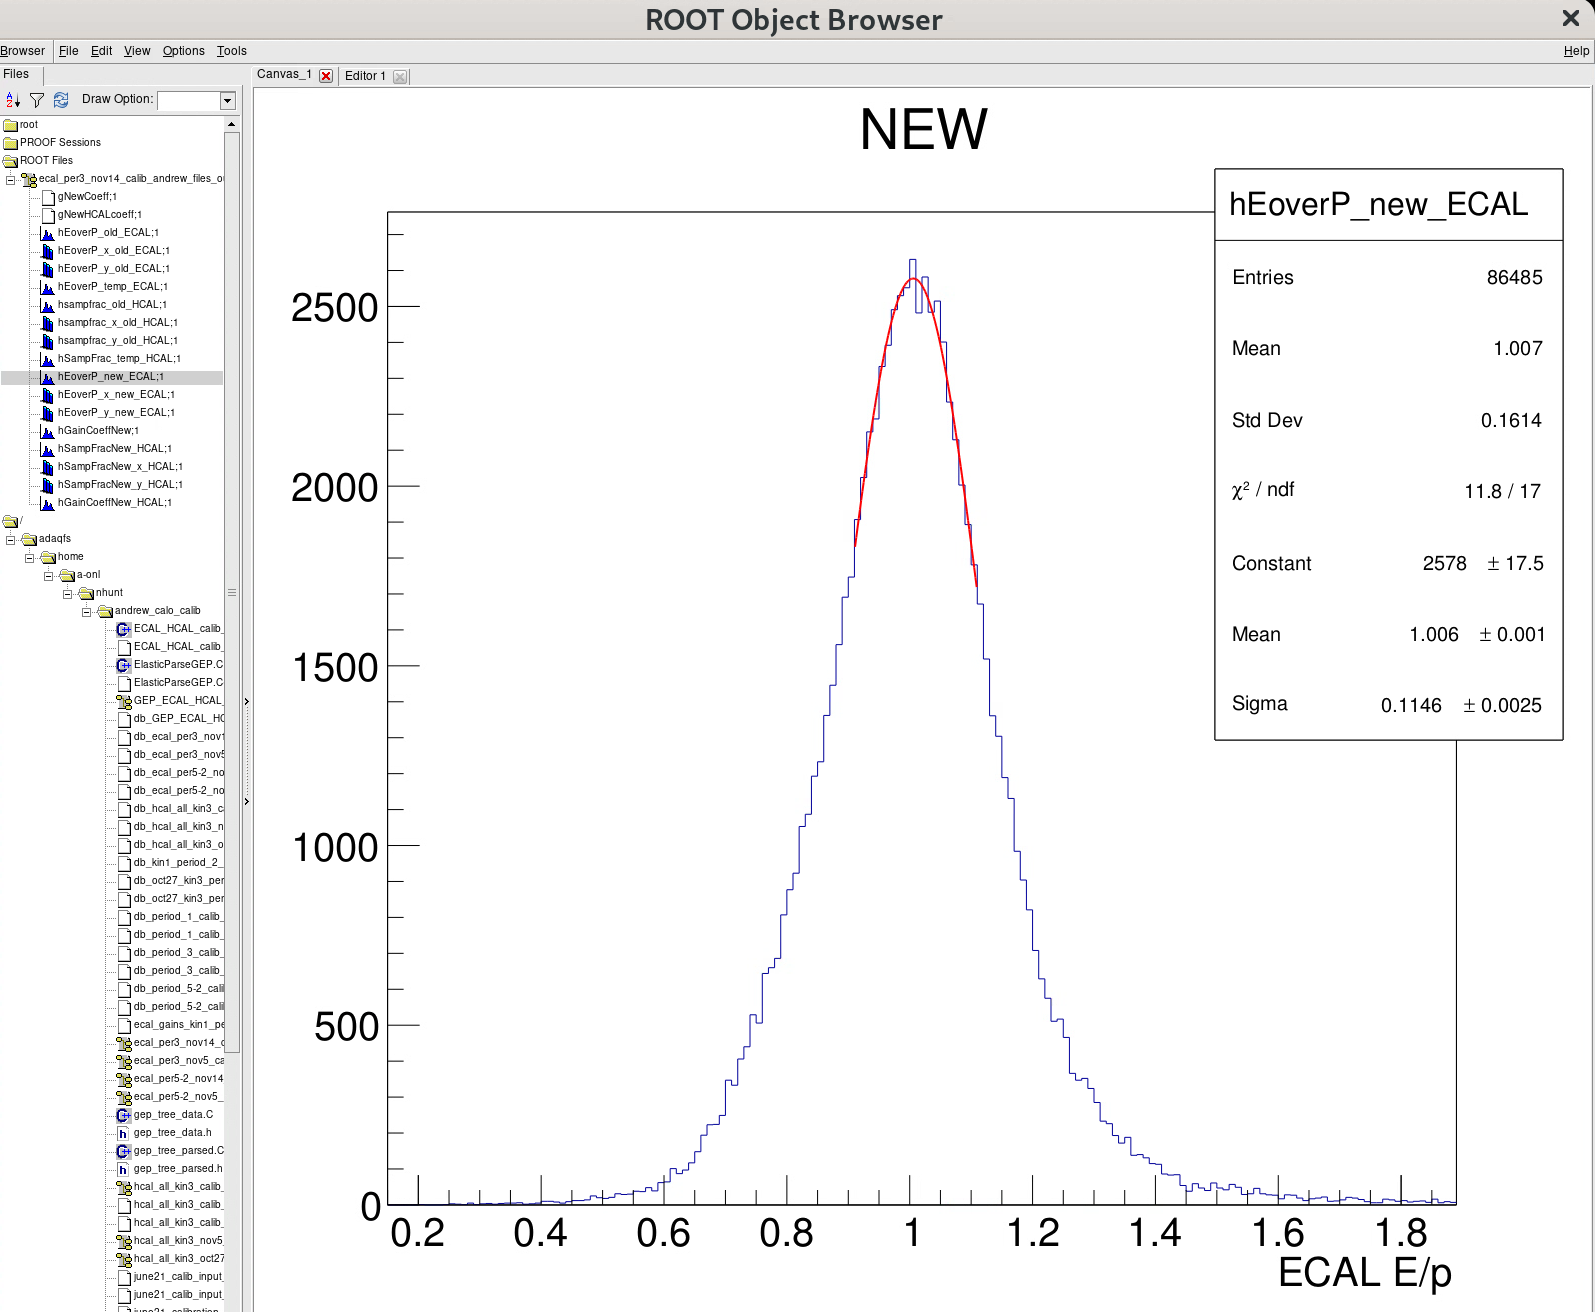 ROOT Object Browser
Browser File Edit View Options Tools Help
Files
Canvas_1 Editor 1
Draw Option:
root
PROOF Sessions
ROOT Files
ecal_per3_nov14_calib_andrew_files_o
gNewCoeff;1
gNewHCALcoeff;1
hEoverP_old_ECAL;1
hEoverP_x_old_ECAL;1
hEoverP_y_old_ECAL;1
hEoverP_temp_ECAL;1
hsampfrac_old_HCAL;1
hsampfrac_x_old_HCAL;1
hsampfrac_y_old_HCAL;1
hSampFrac_temp_HCAL;1
hEoverP_new_ECAL;1
hEoverP_x_new_ECAL;1
hEoverP_y_new_ECAL;1
hGainCoeffNew;1
hSampFracNew_HCAL;1
hSampFracNew_x_HCAL;1
hSampFracNew_y_HCAL;1
hGainCoeffNew_HCAL;1
/
adaqfs
home
a-onl
nhunt
andrew_calo_calib
ECAL_HCAL_calib_
ECAL_HCAL_calib_
ElasticParseGEP.C
ElasticParseGEP.C
GEP_ECAL_HCAL_
db_GEP_ECAL_HC
db_ecal_per3_nov1
db_ecal_per3_nov5
db_ecal_per5-2_no
db_ecal_per5-2_no
db_hcal_all_kin3_c
db_hcal_all_kin3_n
db_hcal_all_kin3_o
db_kin1_period_2_
db_oct27_kin3_per
db_oct27_kin3_per
db_period_1_calib_
db_period_1_calib_
db_period_3_calib_
db_period_3_calib_
db_period_5-2_cali
db_period_5-2_cali
ecal_gains_kin1_pe
ecal_per3_nov14_c
ecal_per3_nov5_ca
ecal_per5-2_nov14
ecal_per5-2_nov5_
gep_tree_data.C
gep_tree_data.h
gep_tree_parsed.C
gep_tree_parsed.h
hcal_all_kin3_calib_
hcal_all_kin3_calib_
hcal_all_kin3_calib_
hcal_all_kin3_nov5_
hcal_all_kin3_oct27
june21_calib_input_
june21_calib_input_
june21_calibration
NEW
hEoverP_new_ECAL
Entries 86485
Mean 1.007
Std Dev 0.1614
χ² / ndf 11.8 / 17
Constant 2578 ± 17.5
Mean 1.006 ± 0.001
Sigma 0.1146 ± 0.0025
2500
2000
1500
1000
500
0
0.2 0.4 0.6 0.8 1 1.2 1.4 1.6 1.8
ECAL E/p